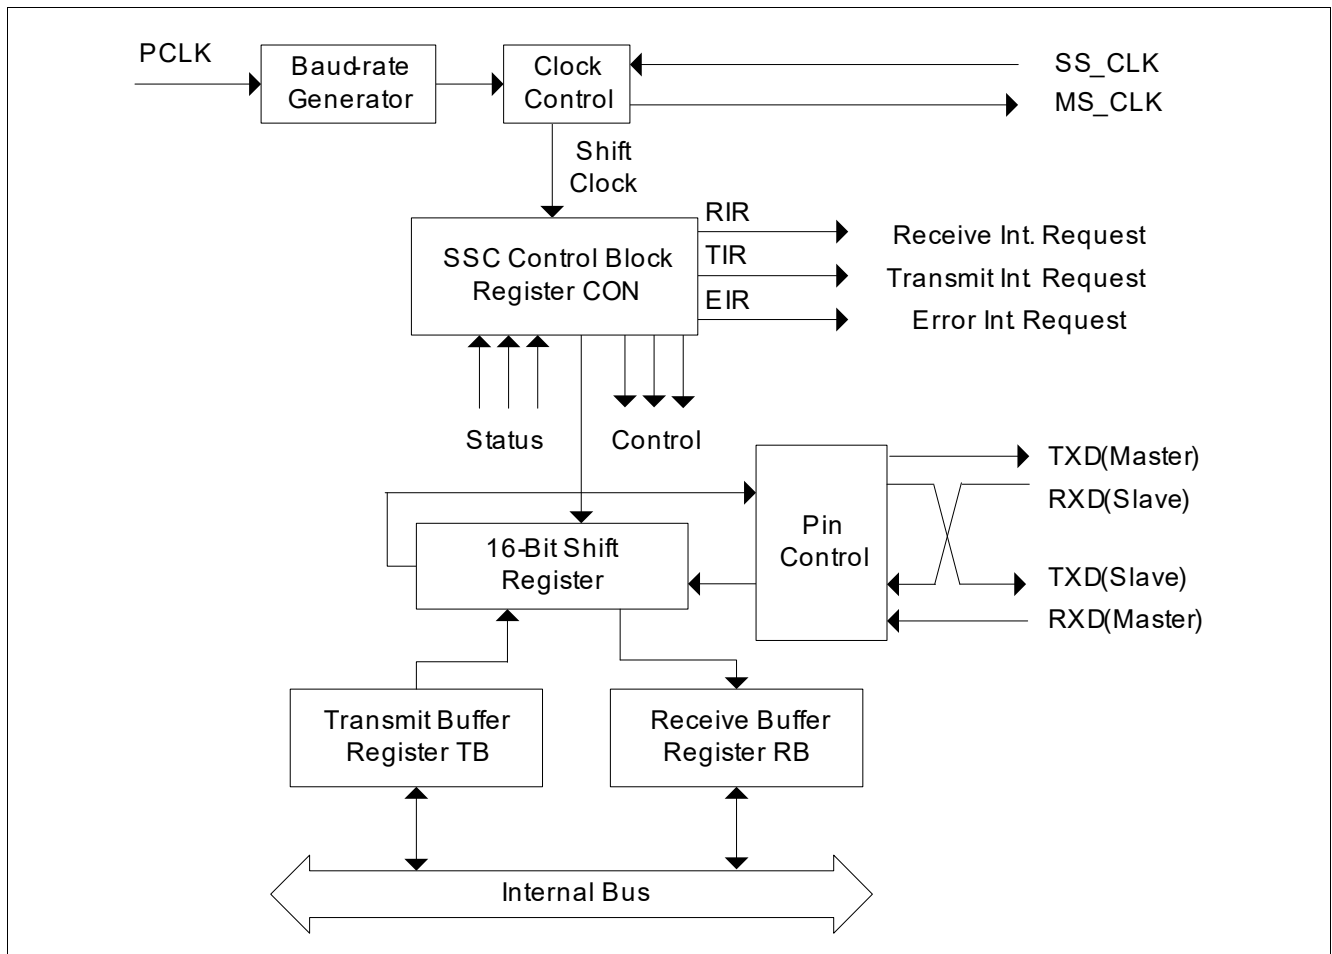 PCLK
Baud-rate
Generator
Clock
Control
SS_CLK
MS_CLK
Shift
Clock
SSC Control Block
Register CON
RIR
TIR
EIR
Receive Int. Request
Transmit Int. Request
Error Int. Request
Status
Control
Pin
Control
TXD(Master)
RXD(Slave)
TXD(Slave)
RXD(Master)
16-Bit Shift
Register
Transmit Buffer
Register TB
Receive Buffer
Register RB
Internal Bus